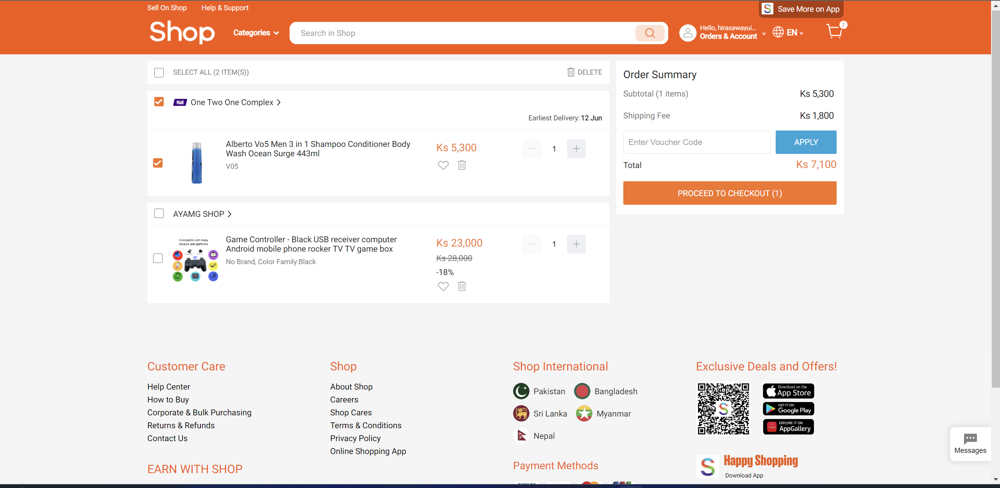 Sell On Shop
Help & Support
Save More on App
Shop
Categories
Search in Shop
Hello, hirasawayui...
Orders & Account
EN
2
SELECT ALL (2 ITEM(S))
DELETE
Mall One Two One Complex
Earliest Delivery: 12 Jun
Alberto Vo5 Men 3 in 1 Shampoo Conditioner Body
Wash Ocean Surge 443ml
V05
Ks 5,300
1
AYAMG SHOP
Compatible with many
devices and platforms
Game Controller - Black USB receiver computer
Android mobile phone rocker TV TV game box
No Brand, Color Family:Black
Ks 23,000
Ks 28,000
-18%
1
Order Summary
Subtotal (1 items)
Ks 5,300
Shipping Fee
Ks 1,800
Enter Voucher Code
APPLY
Total
Ks 7,100
PROCEED TO CHECKOUT (1)
Customer Care
Help Center
How to Buy
Corporate & Bulk Purchasing
Returns & Refunds
Contact Us
EARN WITH SHOP
Shop
About Shop
Careers
Shop Cares
Terms & Conditions
Privacy Policy
Online Shopping App
Shop International
Pakistan
Bangladesh
Sri Lanka
Myanmar
Nepal
Payment Methods
Exclusive Deals and Offers!
Download on the
App Store
GET IT ON
Google Play
EXPLORE IT ON
AppGallery
Happy Shopping
Download App
Messages